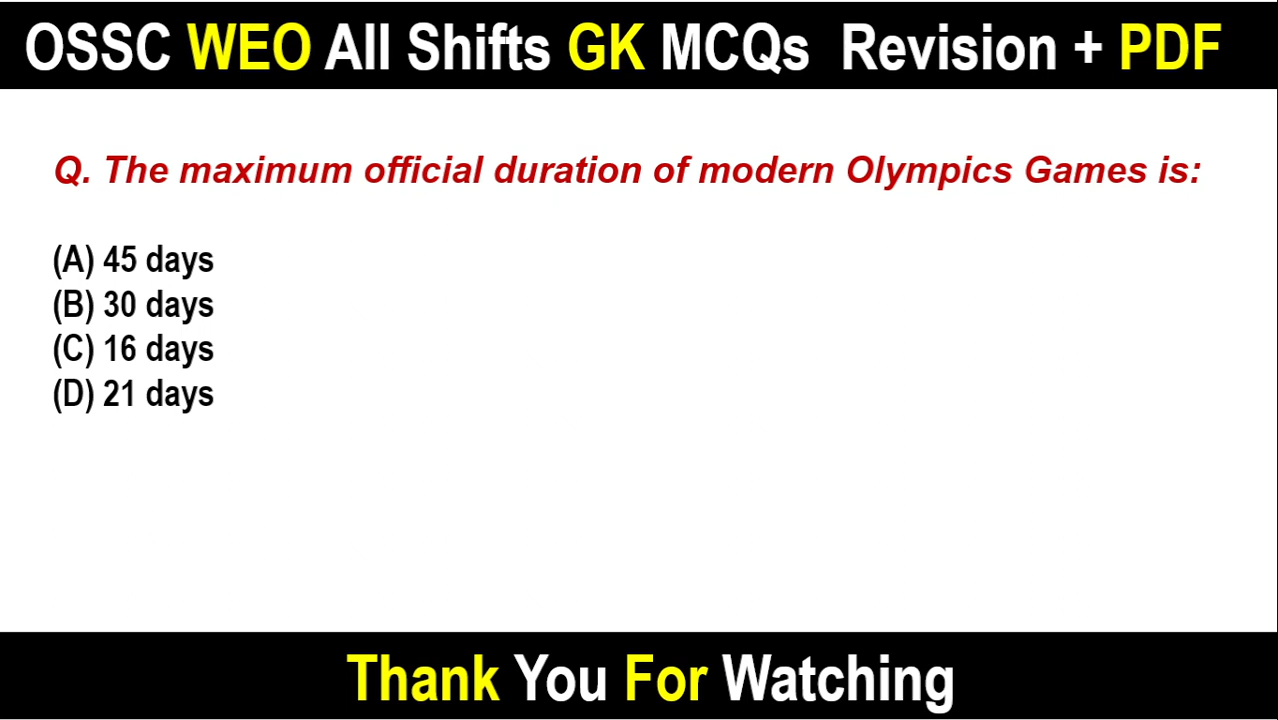 OSSC WEO All Shifts GK MCQs Revision + PDF
Q. The maximum official duration of modern Olympics Games is:
(A) 45 days
(B) 30 days
(C) 16 days
(D) 21 days
Thank You For Watching